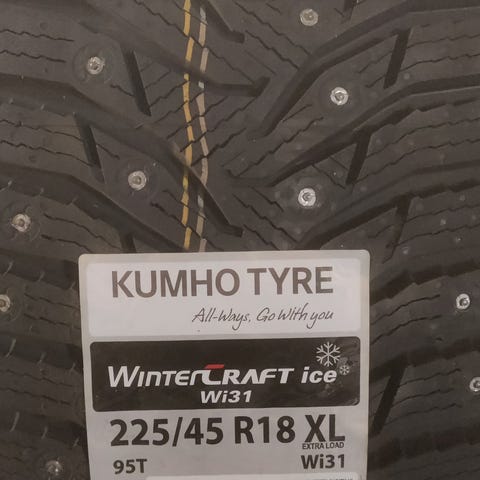 KUMHO TYRE
All-Ways, Go With you
WINTERCRAFT ice
Wi31
225/45 R18 XL
EXTRA LOAD
95T Wi31